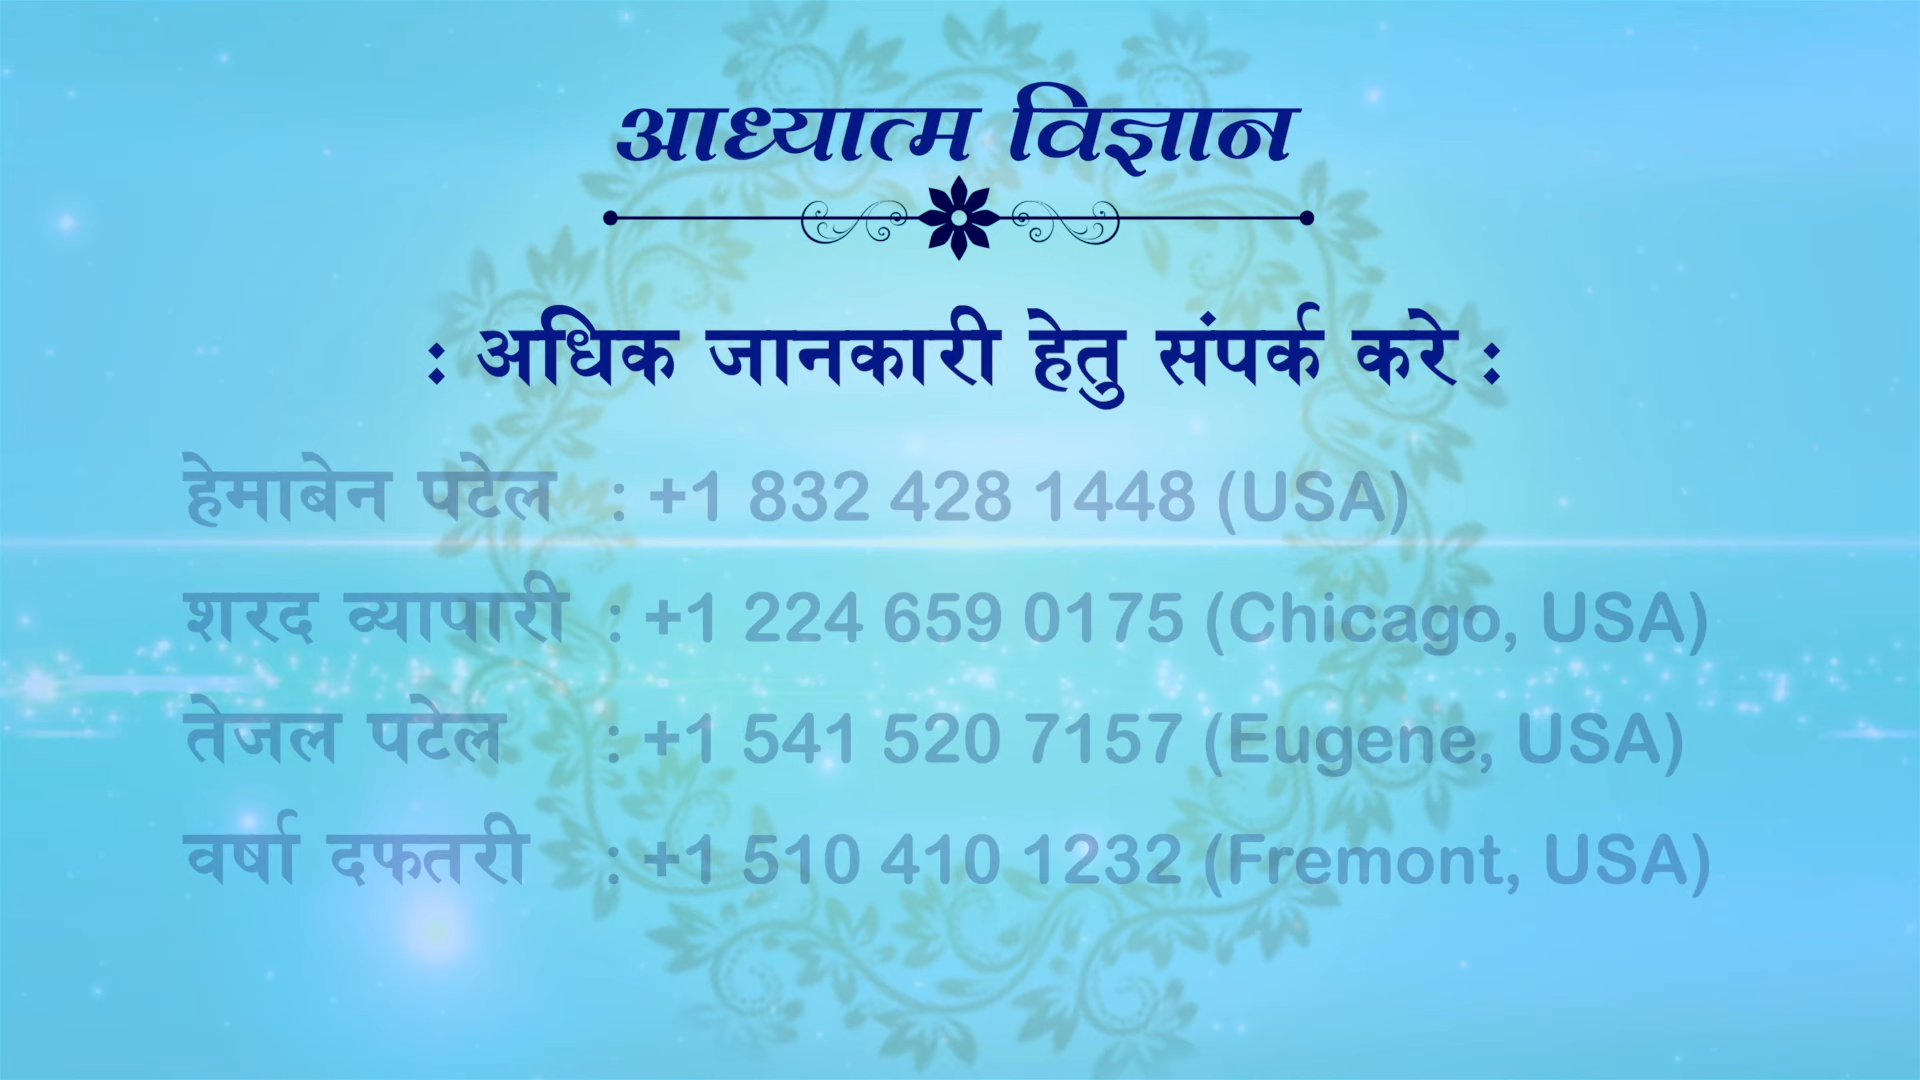 आध्यात्म विज्ञान
: अधिक जानकारी हेतु संपर्क करे :
हेमाबेन पटेल : +1 832 428 1448 (USA)
शरद व्यापारी : +1 224 659 0175 (Chicago, USA)
तेजल पटेल : +1 541 520 7157 (Eugene, USA)
वर्षा दफतरी : +1 510 410 1232 (Fremont, USA)